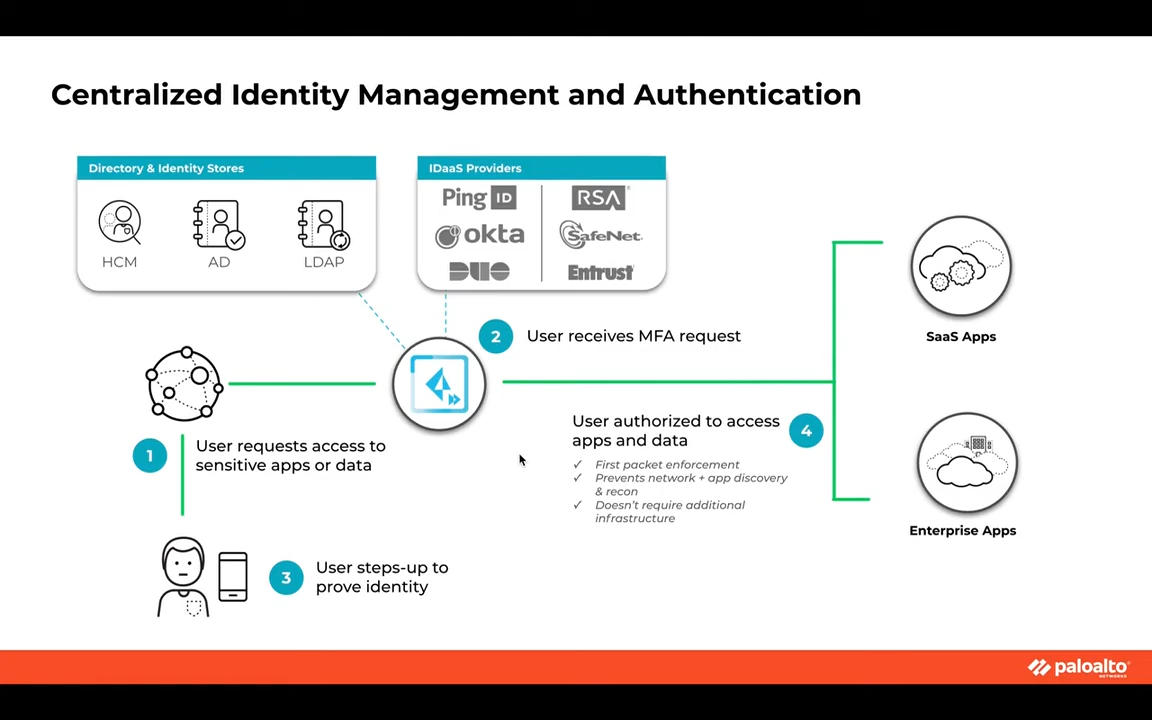 Centralized Identity Management and Authentication
Directory & Identity Stores
HCM
AD
LDAP
IDaaS Providers
Ping ID
RSA
okta
SafeNet.
DUO
Entrust
2
User receives MFA request
SaaS Apps
1
User requests access to
sensitive apps or data
User authorized to access
apps and data
4
✓ First packet enforcement
✓ Prevents network + app discovery
& recon
✓ Doesn't require additional
infrastructure
Enterprise Apps
3
User steps-up to
prove identity
paloalto
NETWORKS